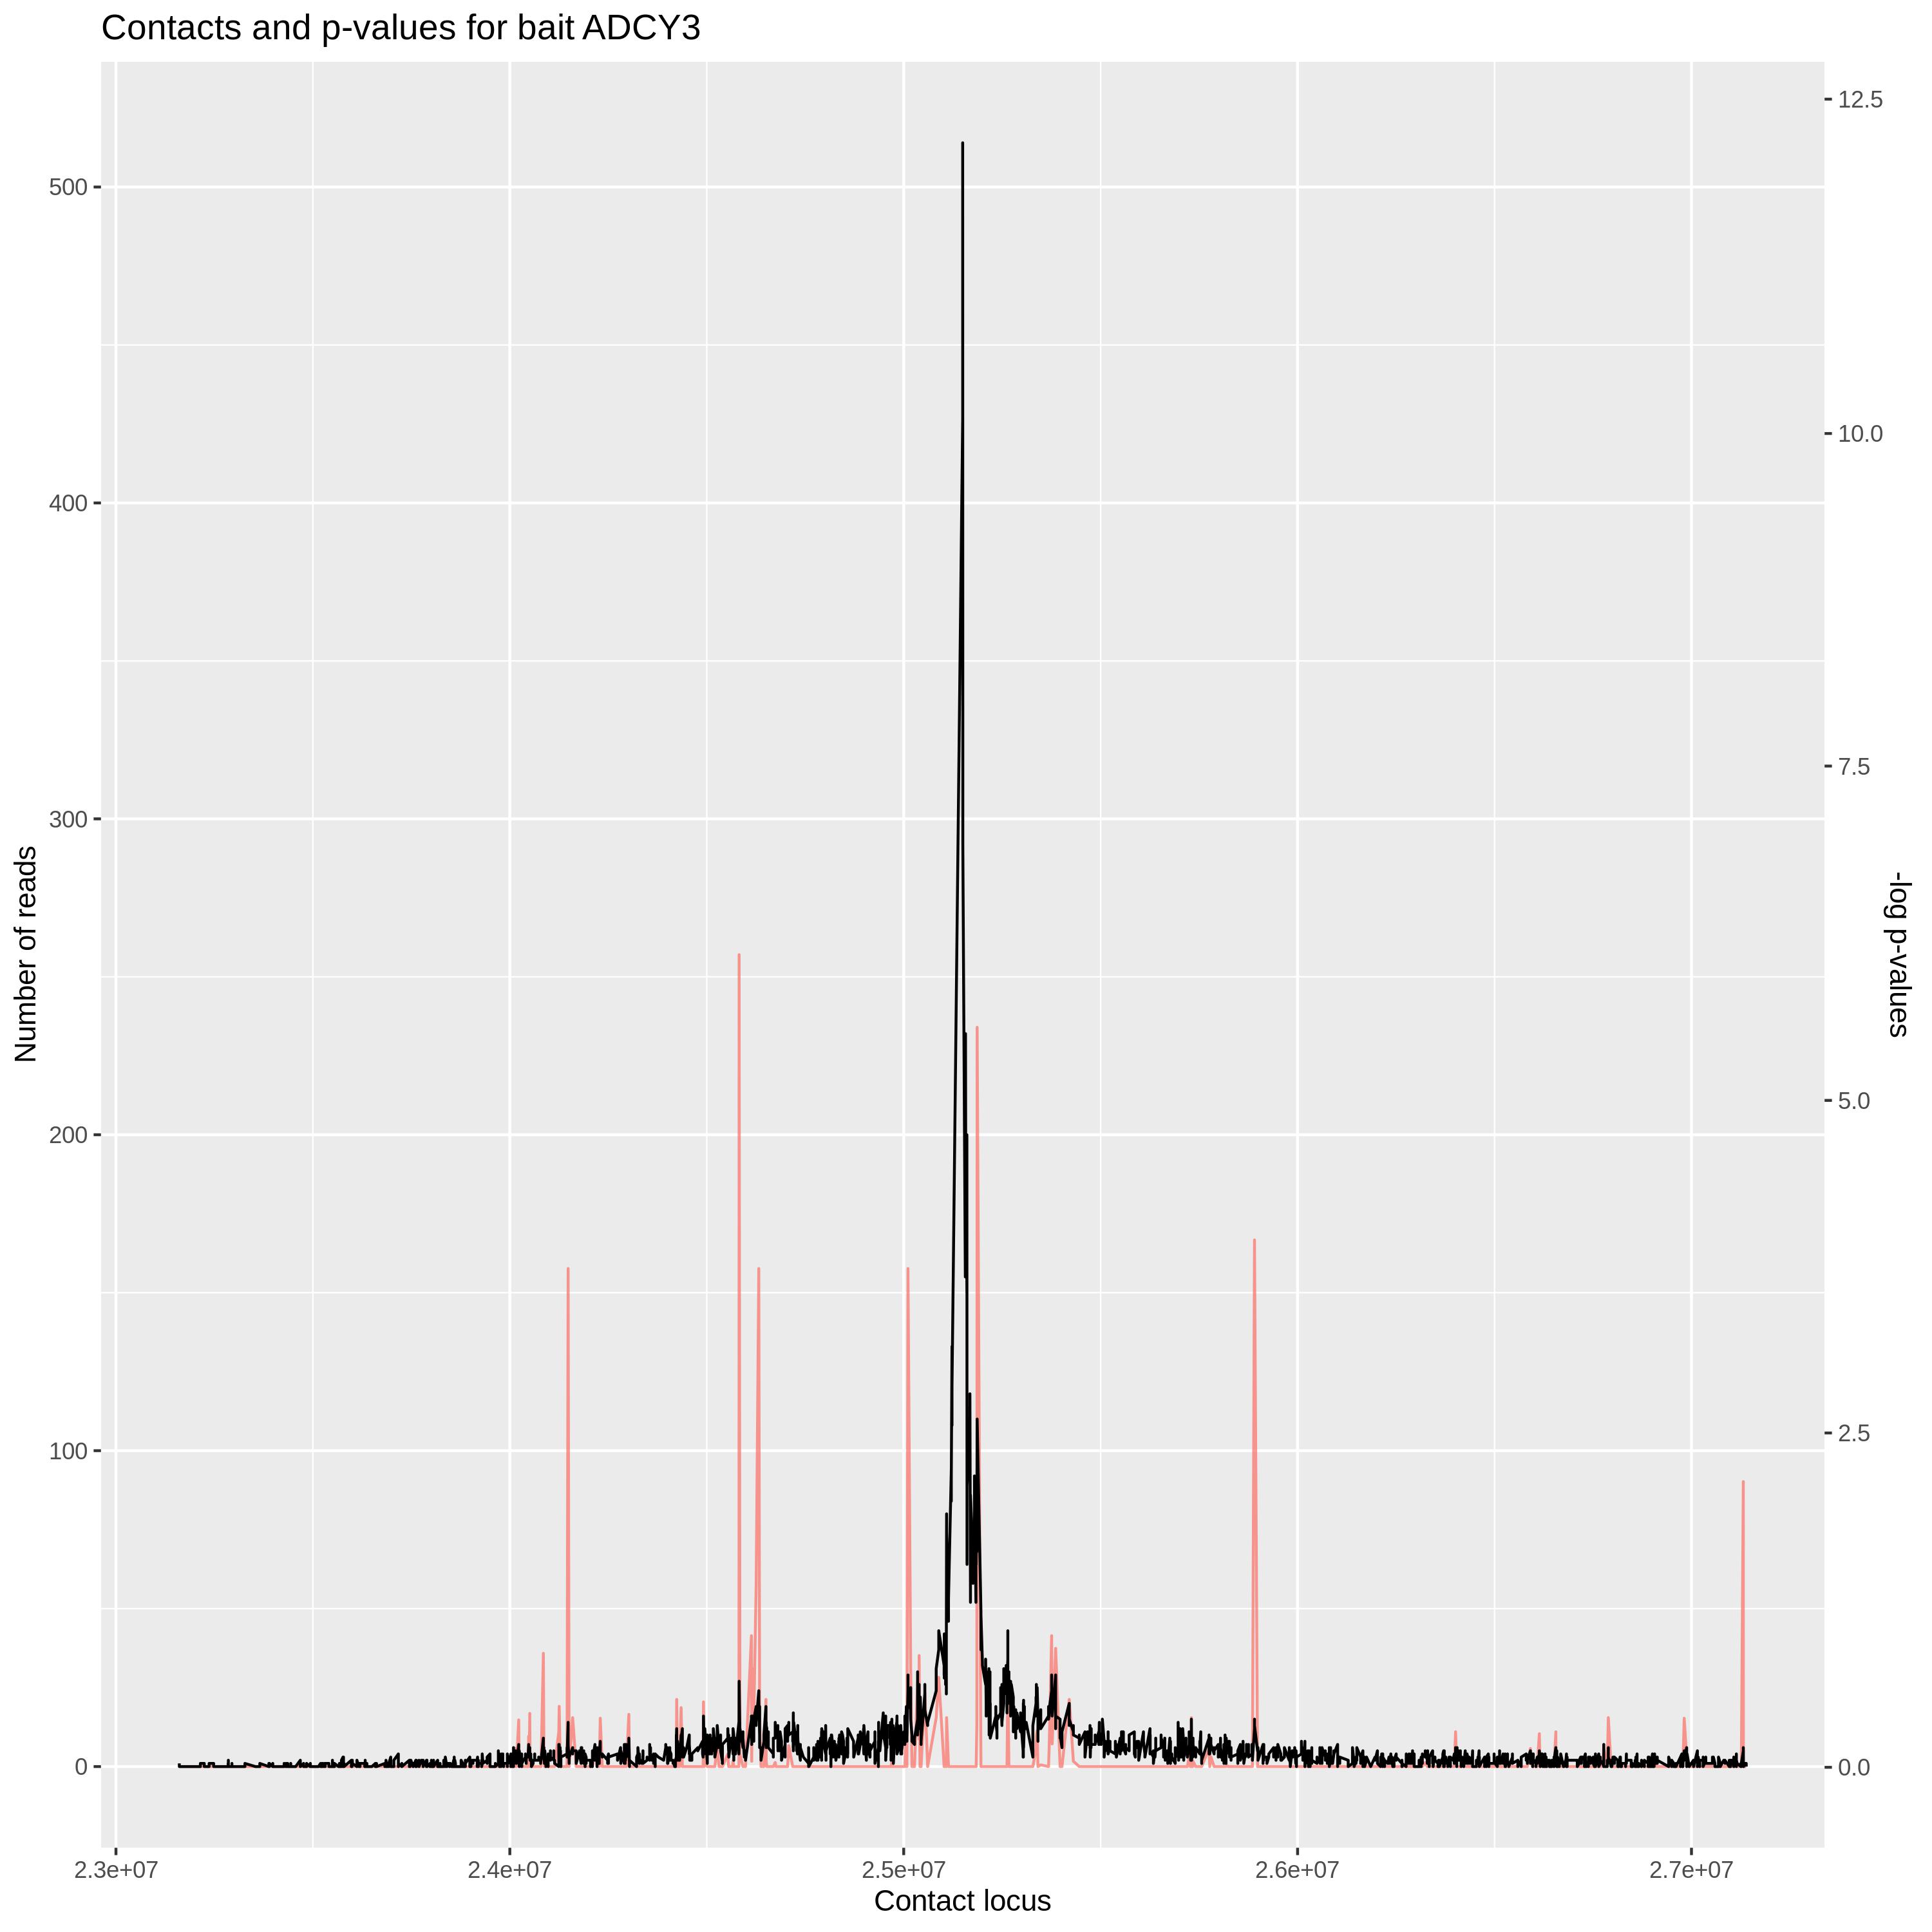 Contacts and p-values for bait ADCY3
12.5
500
10.0
400
7.5
300
Number of reads
-log p-values
5.0
200
2.5
100
0
0.0
2.3e+07
2.4e+07
2.5e+07
2.6e+07
2.7e+07
Contact locus